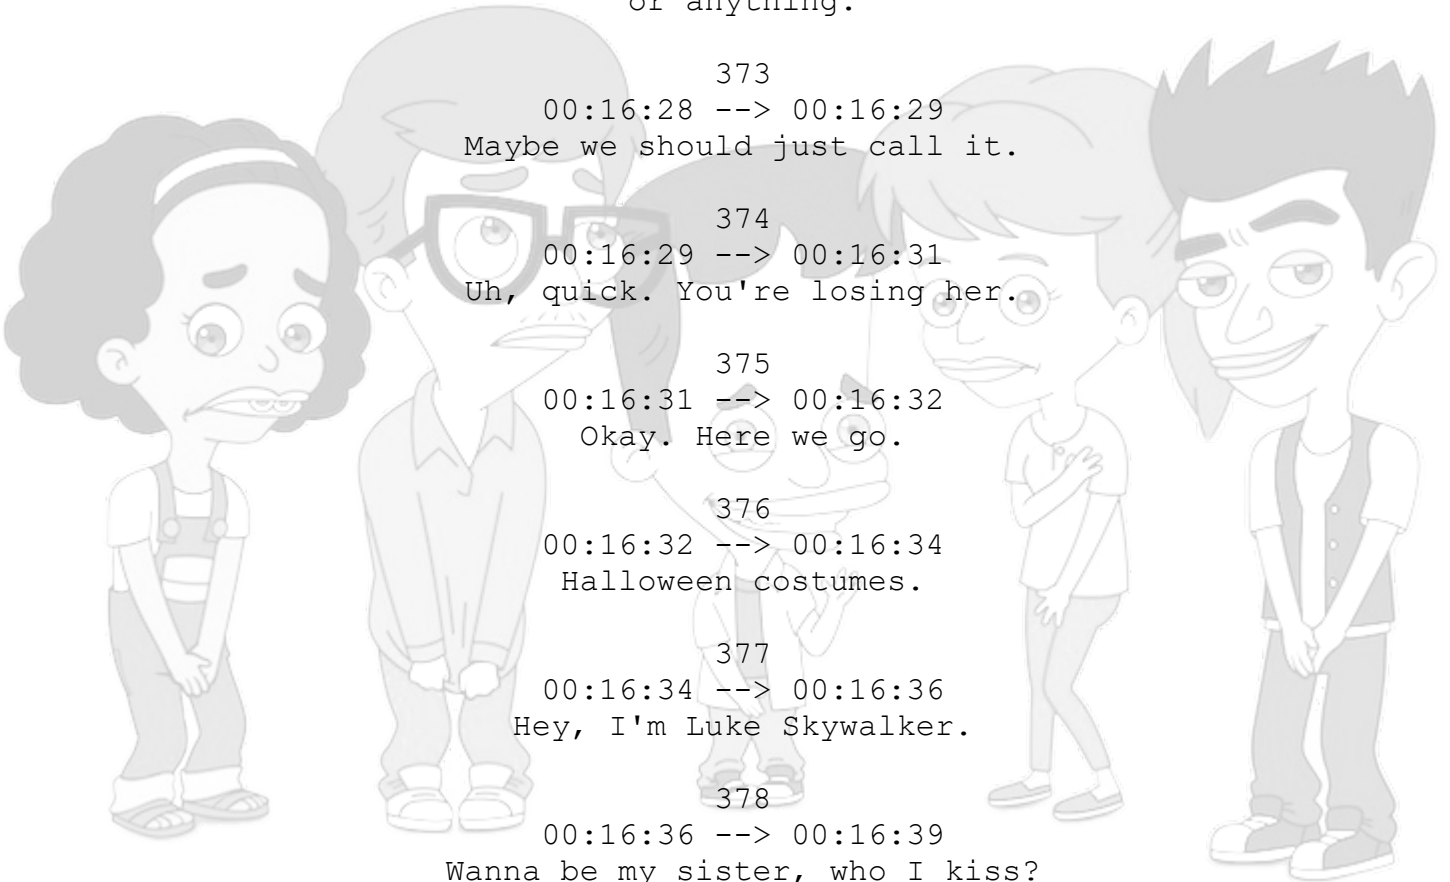 or anything.
373
00:16:28 --> 00:16:29
Maybe we should just call it.
374
00:16:29 --> 00:16:31
Uh, quick. You're losing her.
375
00:16:31 --> 00:16:32
Okay. Here we go.
376
00:16:32 --> 00:16:34
Halloween costumes.
377
00:16:34 --> 00:16:36
Hey, I'm Luke Skywalker.
378
00:16:36 --> 00:16:39
Wanna be my sister, who I kiss?